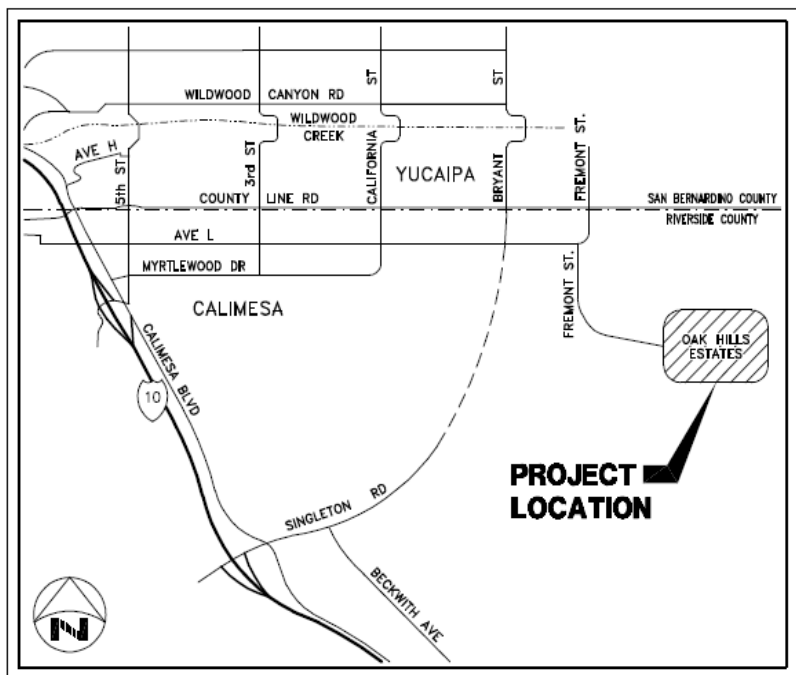 WILDWOOD CANYON RD
ST
ST
WILDWOOD
CREEK
AVE H
5th ST.
3rd ST.
CALIFORNIA
YUCAIPA
BRYANT
FREMONT ST.
COUNTY LINE RD
SAN BERNARDINO COUNTY
RIVERSIDE COUNTY
AVE L
MYRTLEWOOD DR
CALIMESA
FREMONT ST.
OAK HILLS
ESTATES
CALIMESA BLVD
10
PROJECT
LOCATION
SINGLETON RD
BECKWITH AVE
N